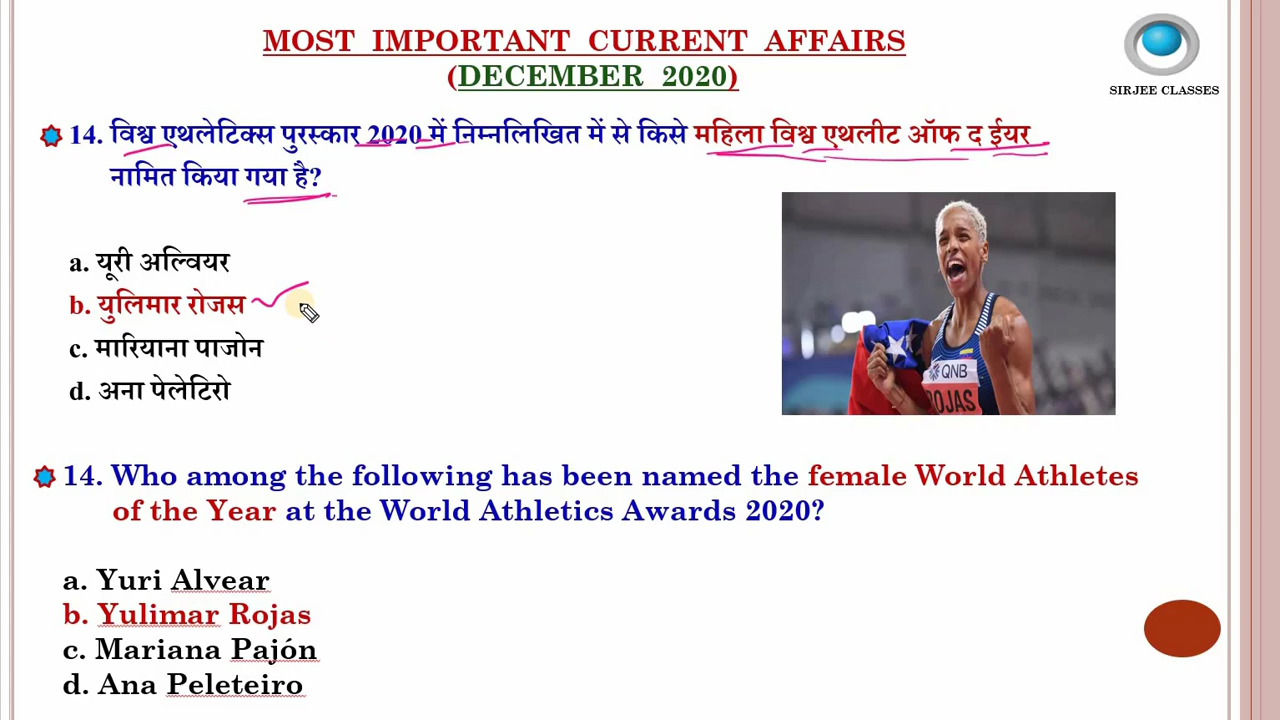 MOST IMPORTANT CURRENT AFFAIRS
(DECEMBER 2020)
SIRJEE CLASSES
14. विश्व एथलेटिक्स पुरस्कार 2020 में निम्नलिखित में से किसे महिला विश्व एथलीट ऑफ द ईयर
नामित किया गया है?
a. यूरी अल्वियर
b. युलिमार रोजस
c. मारियाना पाजोन
d. अना पेलेटिरो
QNB
ROJAS
14. Who among the following has been named the female World Athletes
of the Year at the World Athletics Awards 2020?
a. Yuri Alvear
b. Yulimar Rojas
c. Mariana Pajón
d. Ana Peleteiro